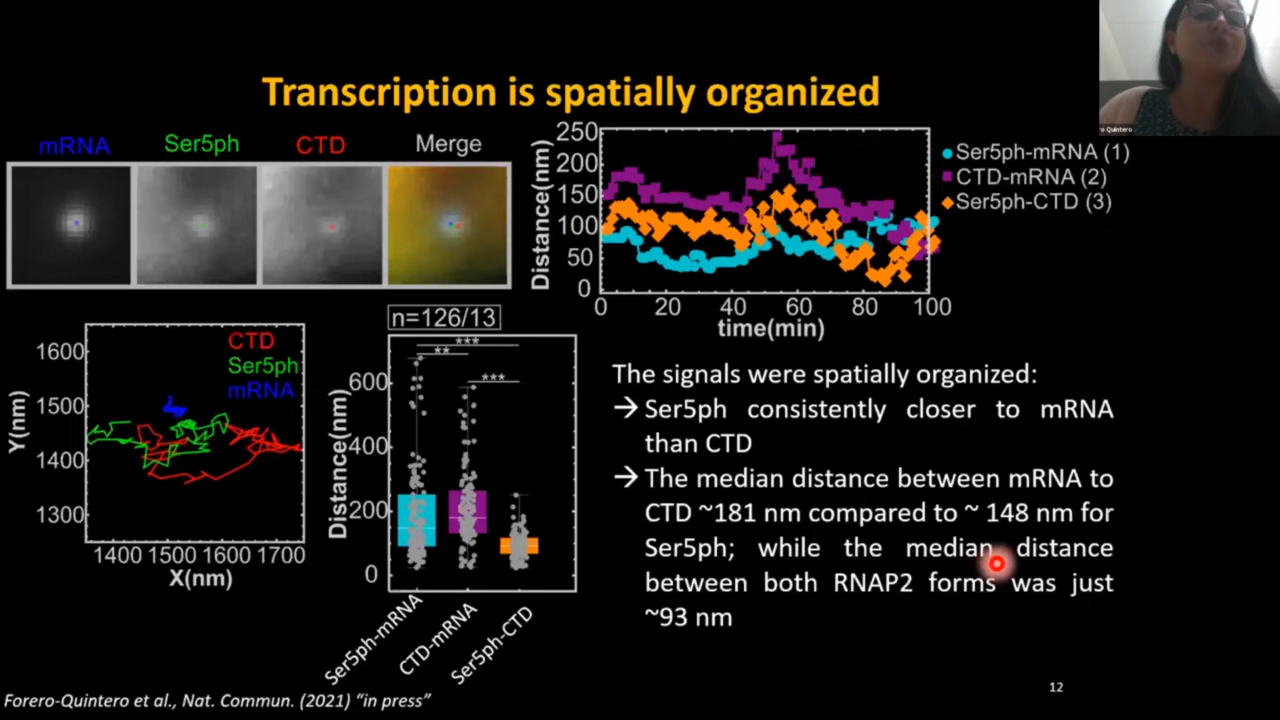 Transcription is spatially organized
o Quintero
mRNA
Ser5ph
CTD
Merge
Distance(nm)
250
200
150
100
50
0
0
20
40
60
80
100
time(min)
Ser5ph-mRNA (1)
CTD-mRNA (2)
Ser5ph-CTD (3)
Y(nm)
1600
1500
1400
1300
CTD
Ser5ph
mRNA
1400 1500 1600 1700
X(nm)
n=126/13
***
**
***
Distance(nm)
600
400
200
0
Ser5ph-mRNA
CTD-mRNA
Ser5ph-CTD
The signals were spatially organized:
→ Ser5ph consistently closer to mRNA
than CTD
→ The median distance between mRNA to
CTD ~181 nm compared to ~ 148 nm for
Ser5ph; while the median distance
between both RNAP2 forms was just
~93 nm
Forero-Quintero et al., Nat. Commun. (2021) “in press”
12